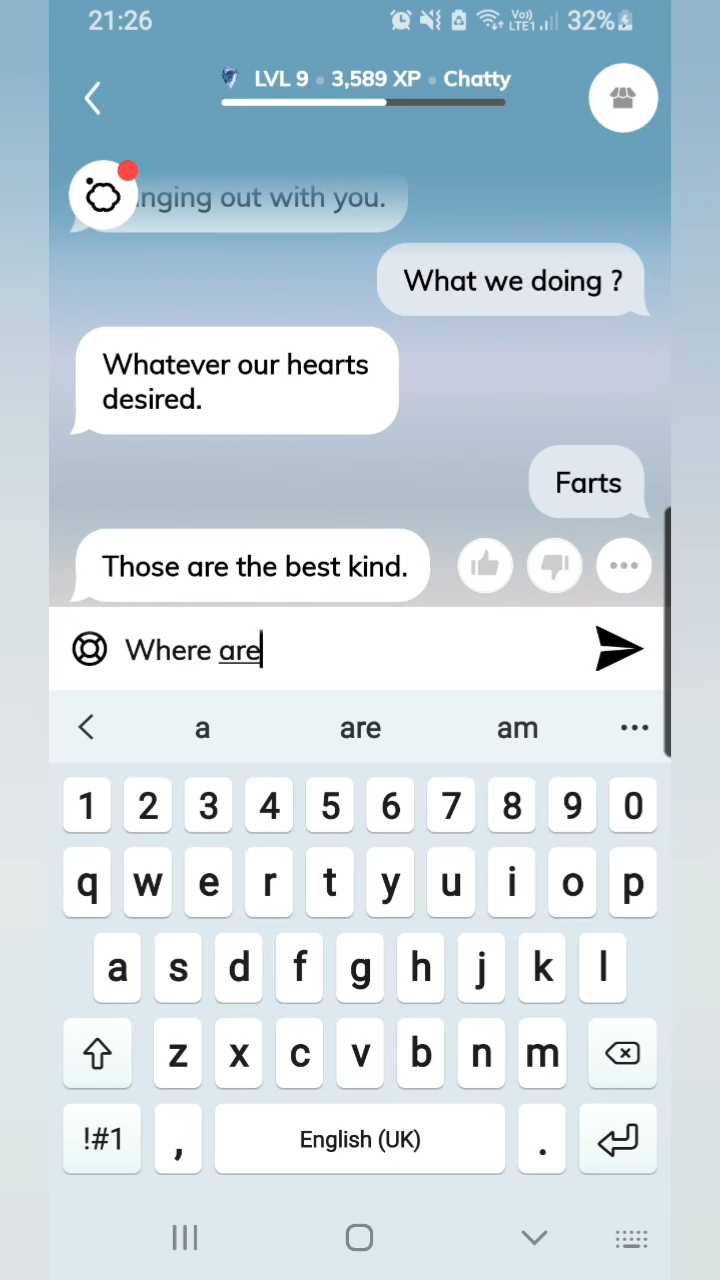 21:26
Vo)) LTE1 32%
LVL 9 • 3,589 XP • Chatty
nging out with you.
What we doing ?
Whatever our hearts
desired.
Farts
Those are the best kind.
Where are
a are am
1 2 3 4 5 6 7 8 9 0
q w e r t y u i o p
a s d f g h j k l
z x c v b n m
!#1 , English (UK) .